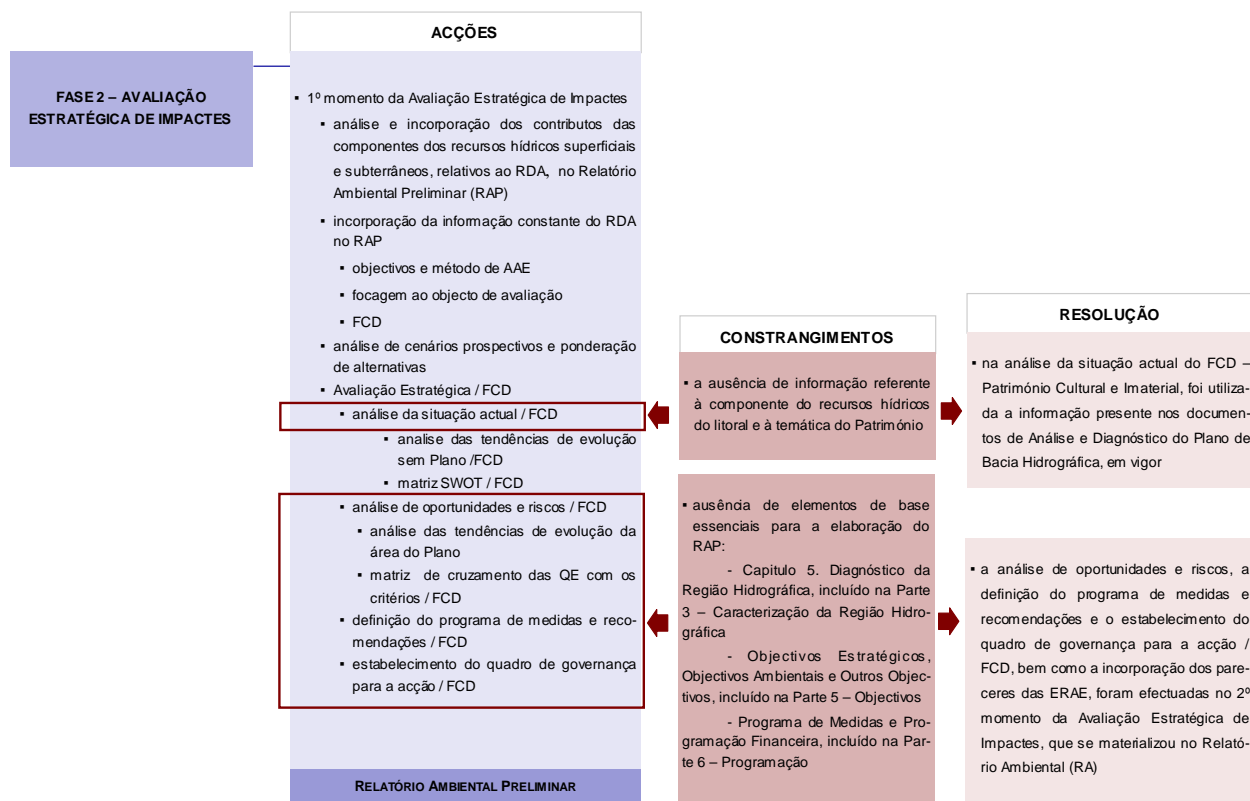 FASE 2 – AVALIAÇÃO
ESTRATÉGICA DE IMPACTES
ACÇÕES
▪ 1º momento da Avaliação Estratégica de Impactes
▪ análise e incorporação dos contributos das
componentes dos recursos hídricos superficiais
e subterrâneos, relativos ao RDA, no Relatório
Ambiental Preliminar (RAP)
▪ incorporação da informação constante do RDA
no RAP
▪ objectivos e método de AAE
▪ focagem ao objecto de avaliação
▪ FCD
▪ análise de cenários prospectivos e ponderação
de alternativas
▪ Avaliação Estratégica / FCD
▪ análise da situação actual / FCD
▪ analise das tendências de evolução
sem Plano /FCD
▪ matriz SWOT / FCD
▪ análise de oportunidades e riscos / FCD
▪ análise das tendências de evolução da
área do Plano
▪ matriz de cruzamento das QE com os
critérios / FCD
▪ definição do programa de medidas e reco-
mendações / FCD
▪ estabelecimento do quadro de governança
para a acção / FCD
RELATÓRIO AMBIENTAL PRELIMINAR
CONSTRANGIMENTOS
▪ a ausência de informação referente
à componente do recursos hídricos
do litoral e à temática do Património
▪ ausência de elementos de base
essenciais para a elaboração do
RAP:
- Capitulo 5. Diagnóstico da
Região Hidrográfica, incluído na Parte
3 – Caracterização da Região Hidro-
gráfica
- Objectivos Estratégicos,
Objectivos Ambientais e Outros Objec-
tivos, incluído na Parte 5 – Objectivos
- Programa de Medidas e Pro-
gramação Financeira, incluído na Par-
te 6 – Programação
RESOLUÇÃO
▪ na análise da situação actual do FCD –
Património Cultural e Imaterial, foi utiliza-
da a informação presente nos documen-
tos de Análise e Diagnóstico do Plano de
Bacia Hidrográfica, em vigor
▪ a análise de oportunidades e riscos, a
definição do programa de medidas e
recomendações e o estabelecimento do
quadro de governança para a acção /
FCD, bem como a incorporação dos pare-
ceres das ERAE, foram efectuadas no 2º
momento da Avaliação Estratégica de
Impactes, que se materializou no Relató-
rio Ambiental (RA)